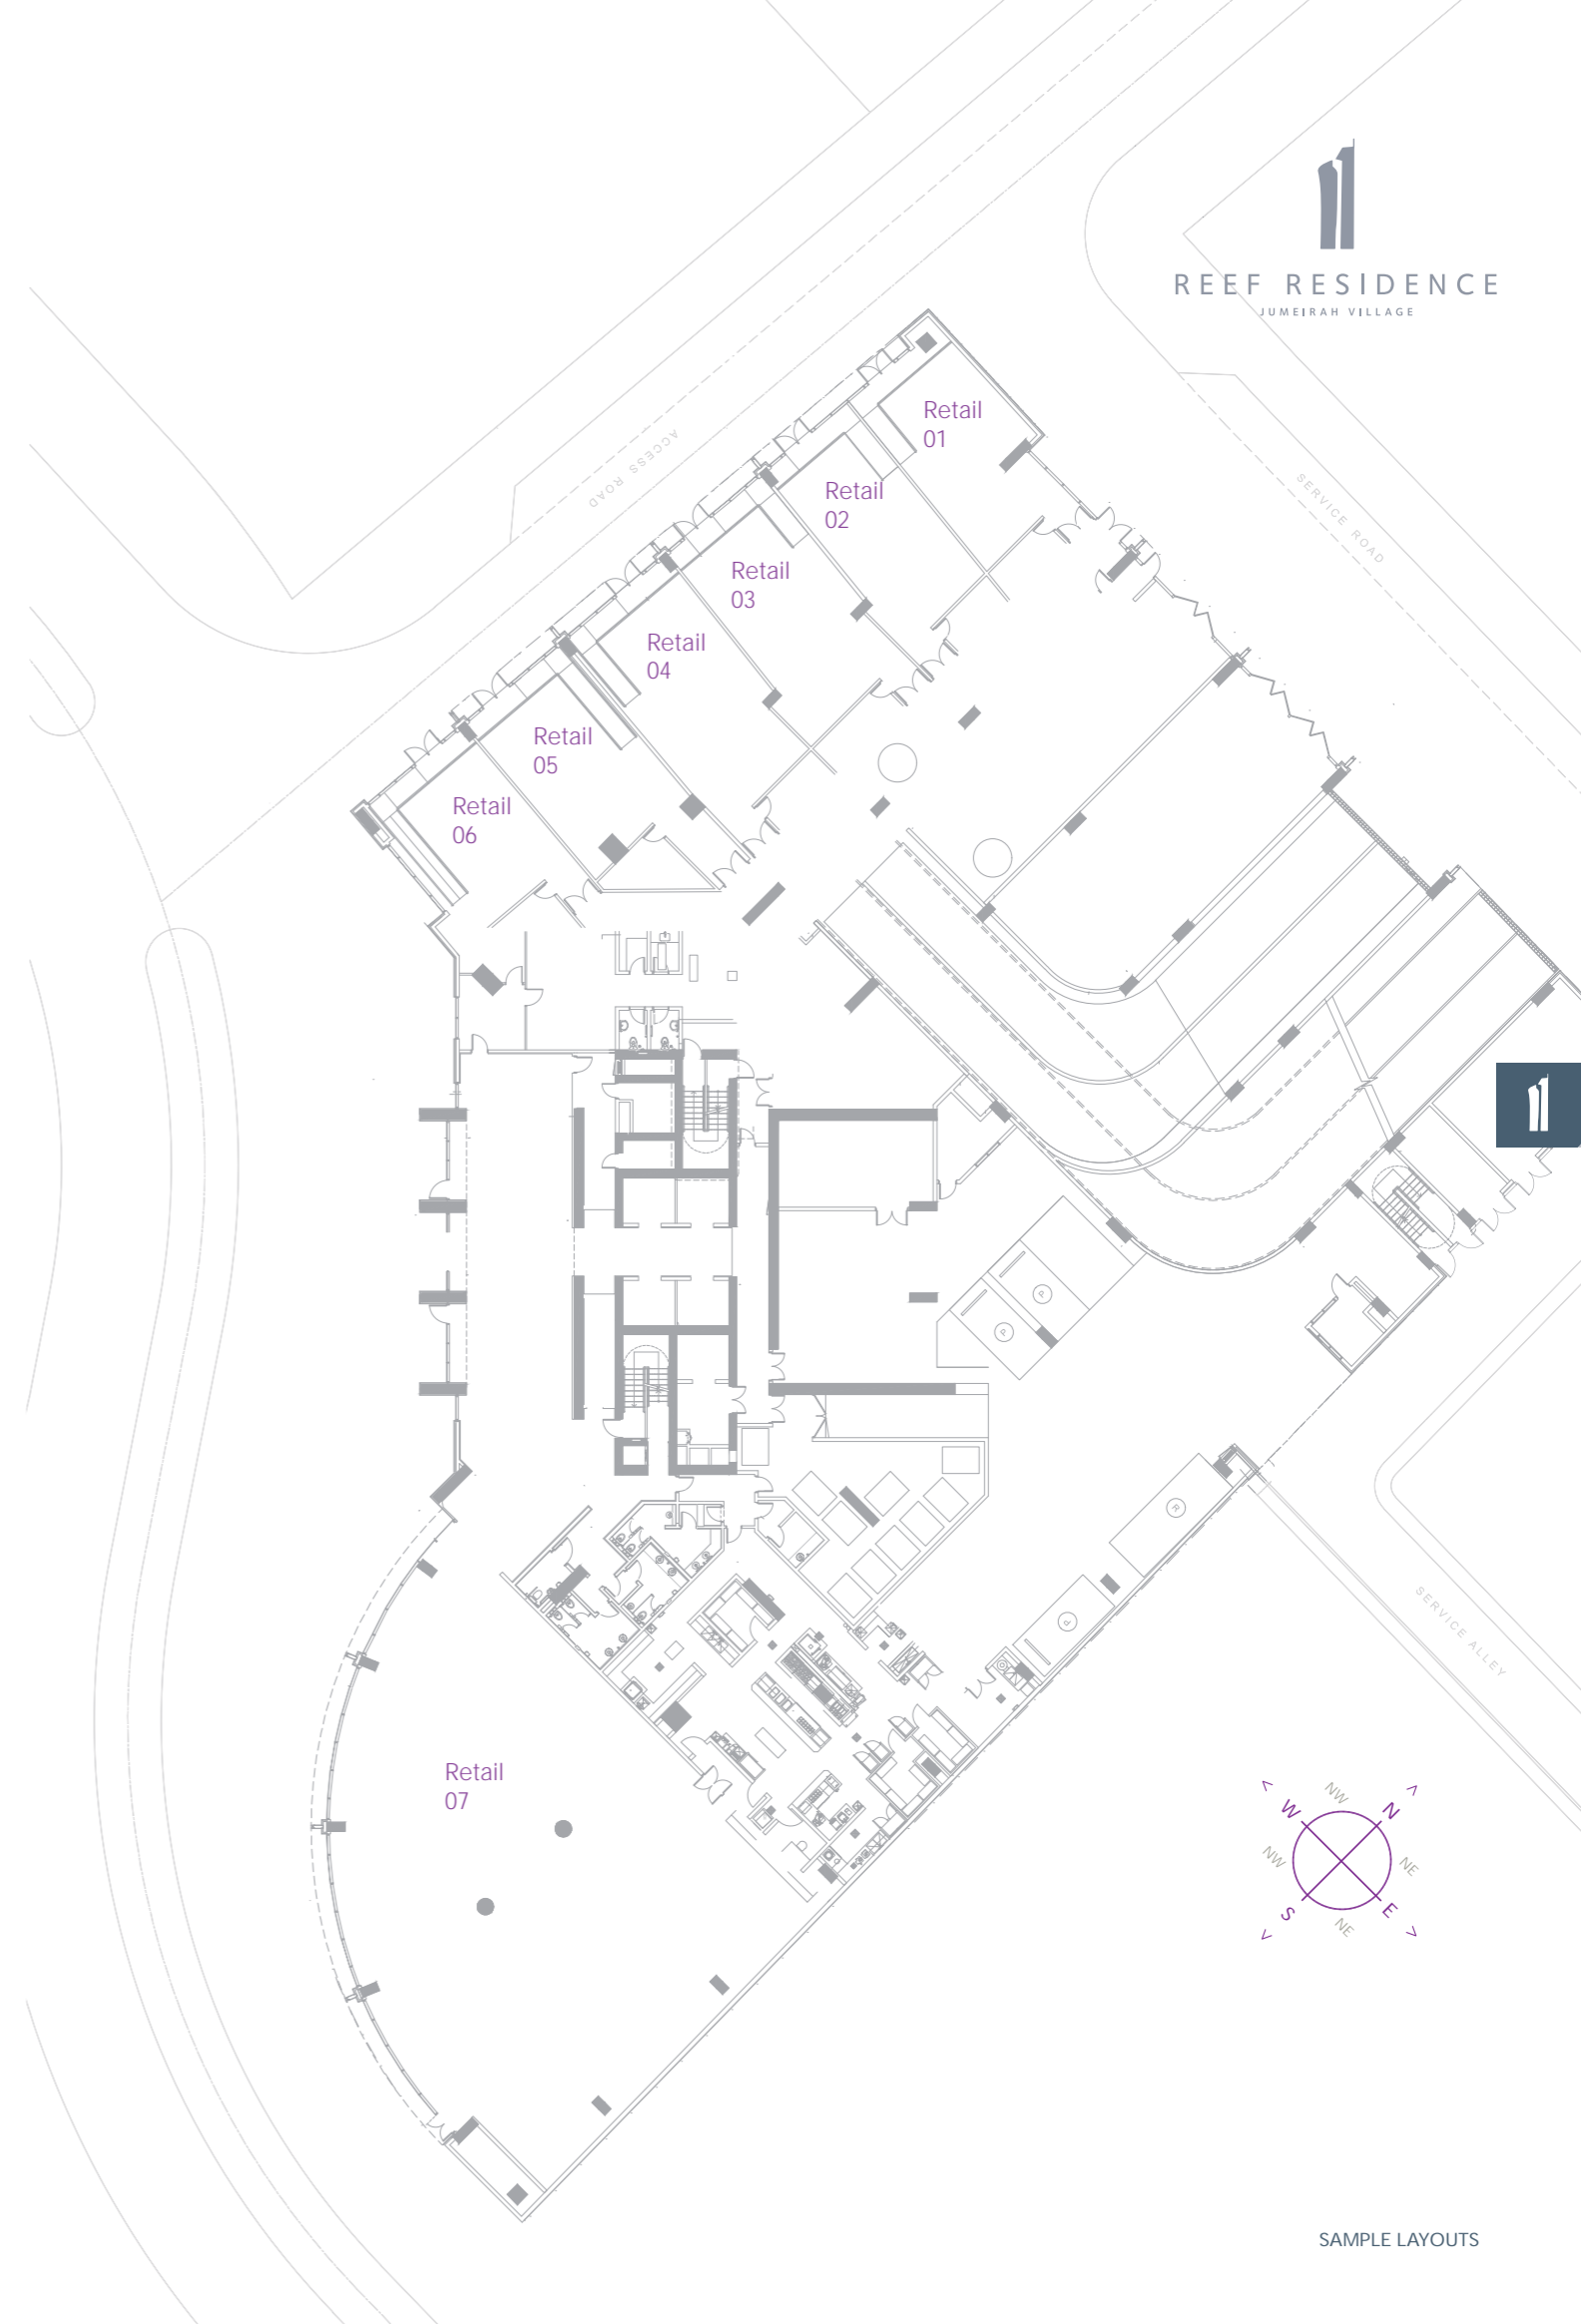 REEF RESIDENCE
JUMEIRAH VILLAGE
Retail
01
ACCESS ROAD
Retail
02
SERVICE ROAD
Retail
03
Retail
04
Retail
05
Retail
06
P
P
R
P
SERVICE ALLEY
Retail
07
NW
W
N
NW
NE
S
E
NE
SAMPLE LAYOUTS